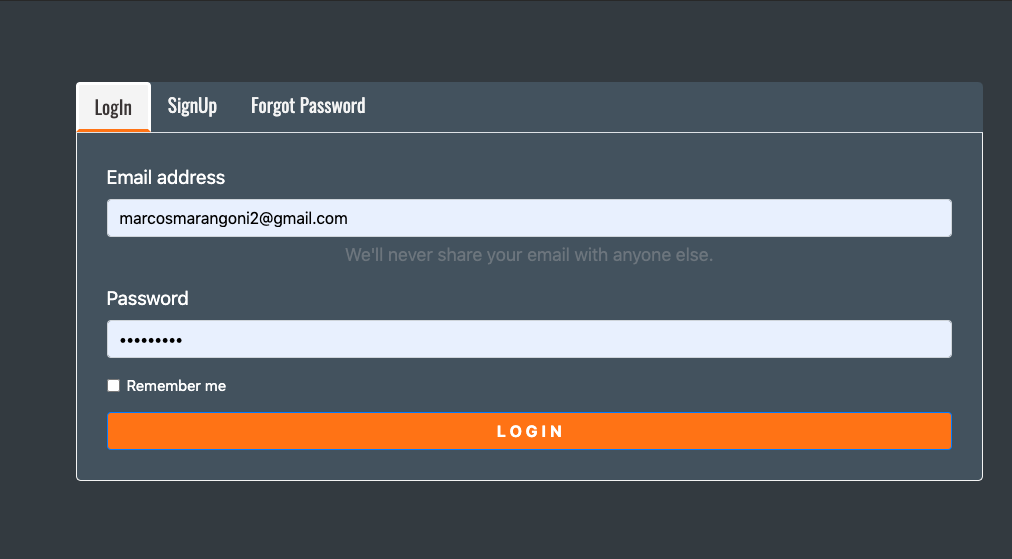 LogIn SignUp Forgot Password
Email address
marcosmarangoni2@gmail.com
We'll never share your email with anyone else.
Password
•••••••••
Remember me
LOGIN